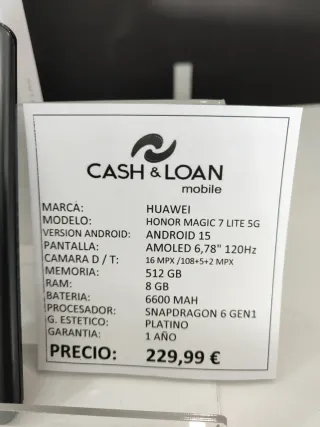 CASH & LOAN
mobile
MARCA: HUAWEI
MODELO: HONOR MAGIC 7 LITE 5G
VERSION ANDROID: ANDROID 15
PANTALLA: AMOLED 6,78" 120Hz
CAMARA D / T: 16 MPX /108+5+2 MPX
MEMORIA: 512 GB
RAM: 8 GB
BATERIA: 6600 MAH
PROCESADOR: SNAPDRAGON 6 GEN1
G. ESTETICO: PLATINO
GARANTIA: 1 AÑO
PRECIO: 229,99 €